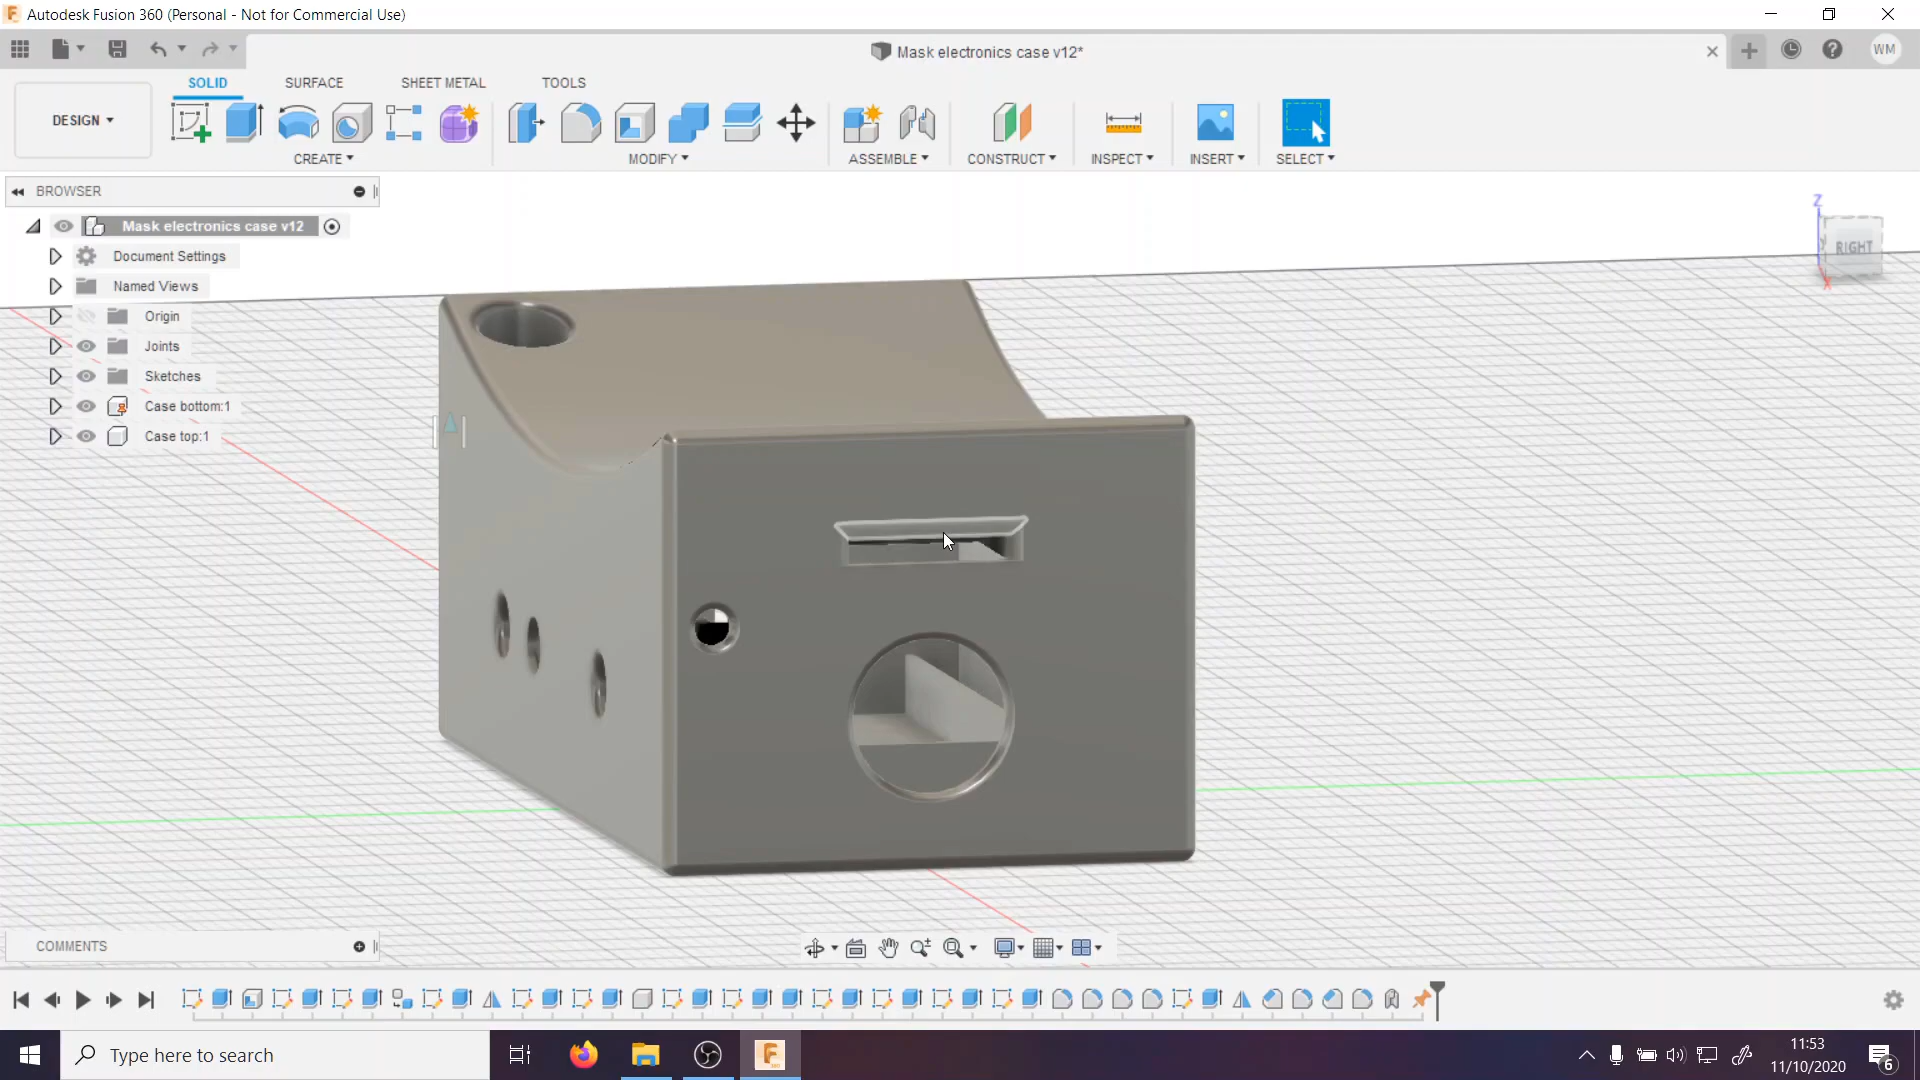 Autodesk Fusion 360 (Personal - Not for Commercial Use)
Mask electronics case v12*
WM
DESIGN
SOLID
SURFACE
SHEET METAL
TOOLS
CREATE
MODIFY
ASSEMBLE
CONSTRUCT
INSPECT
INSERT
SELECT
BROWSER
Mask electronics case v12
Document Settings
Named Views
Origin
Joints
Sketches
Case bottom:1
Case top:1
Z
RIGHT
X
COMMENTS
Type here to search
11:53
11/10/2020
6